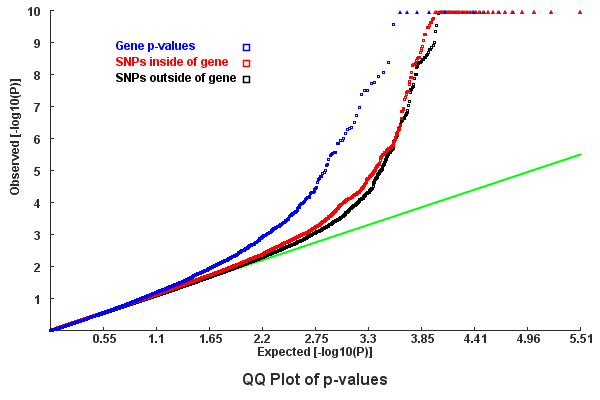 10
9
8
7
6
5
4
3
2
1
Observed [-log10(P)]
Gene p-values
SNPs inside of gene
SNPs outside of gene
0.55 1.1 1.65 2.2 2.75 3.3 3.85 4.41 4.96 5.51
Expected [-log10(P)]
QQ Plot of p-values